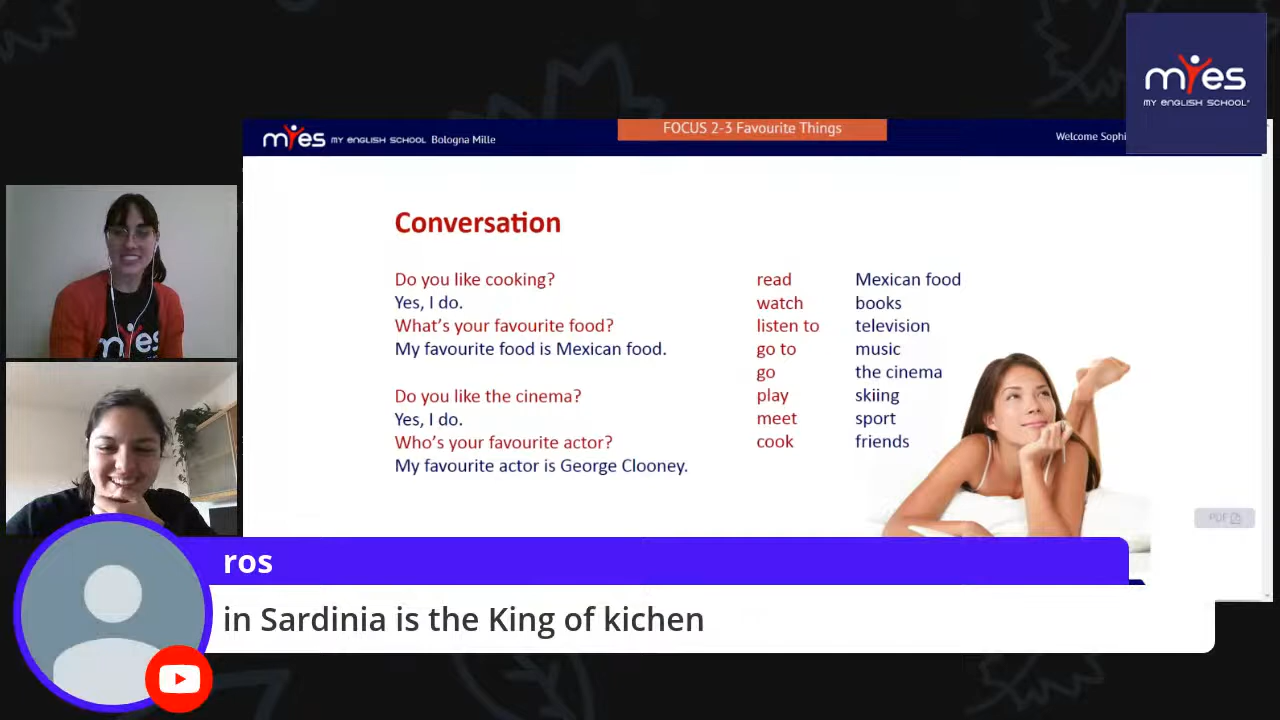 myes
MY ENGLISH SCHOOL®
myes MY ENGLISH SCHOOL Bologna Mille
FOCUS 2-3 Favourite Things
Welcome Sophi
Conversation
Do you like cooking?
Yes, I do.
What's your favourite food?
My favourite food is Mexican food.
Do you like the cinema?
Yes, I do.
Who's your favourite actor?
My favourite actor is George Clooney.
read
watch
listen to
go to
go
play
meet
cook
Mexican food
books
television
music
the cinema
skiing
sport
friends
PDF
myes
ros
in Sardinia is the King of kichen